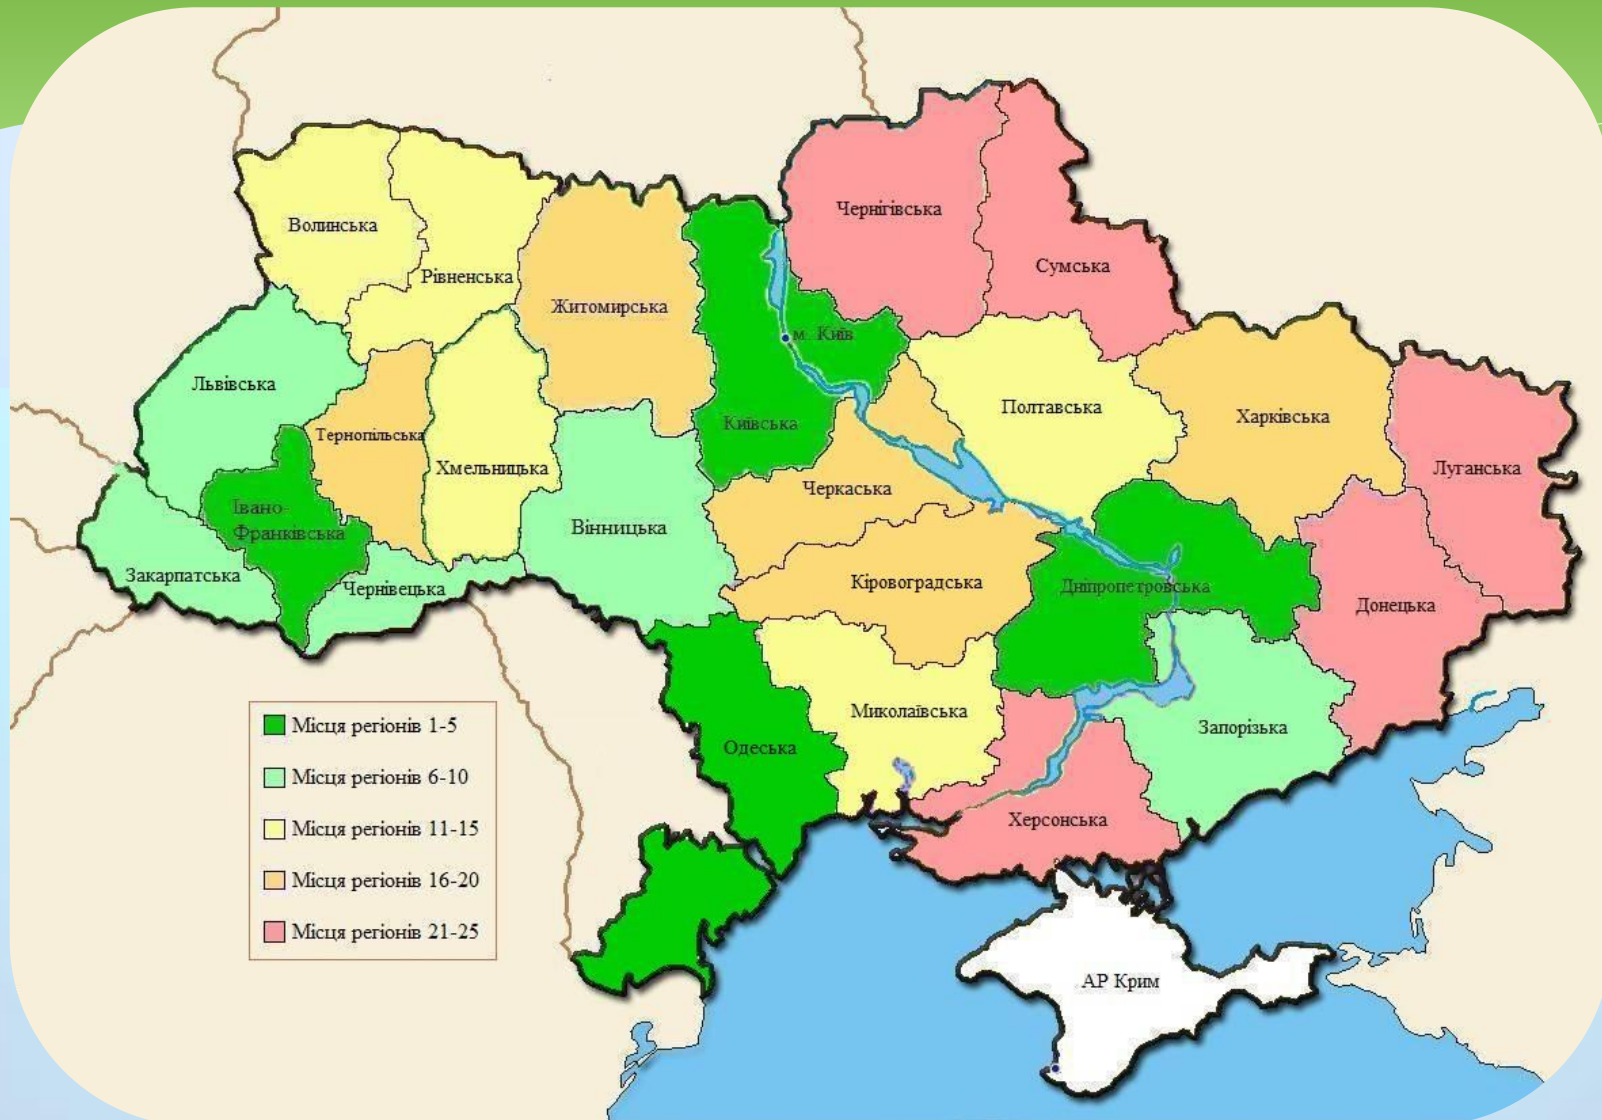 Чернігівська
Волинська
Сумська
Рівненська
Житомирська
м. Київ
Львівська
Полтавська
Харківська
Київська
Тернопільська
Хмельницька
Луганська
Черкаська
Івано-
Франківська
Вінницька
Закарпатська
Чернівецька
Кіровоградська
Дніпропетровська
Донецька
Миколаївська
Запорізька
Одеська
Херсонська
АР Крим
Місця регіонів 1-5
Місця регіонів 6-10
Місця регіонів 11-15
Місця регіонів 16-20
Місця регіонів 21-25